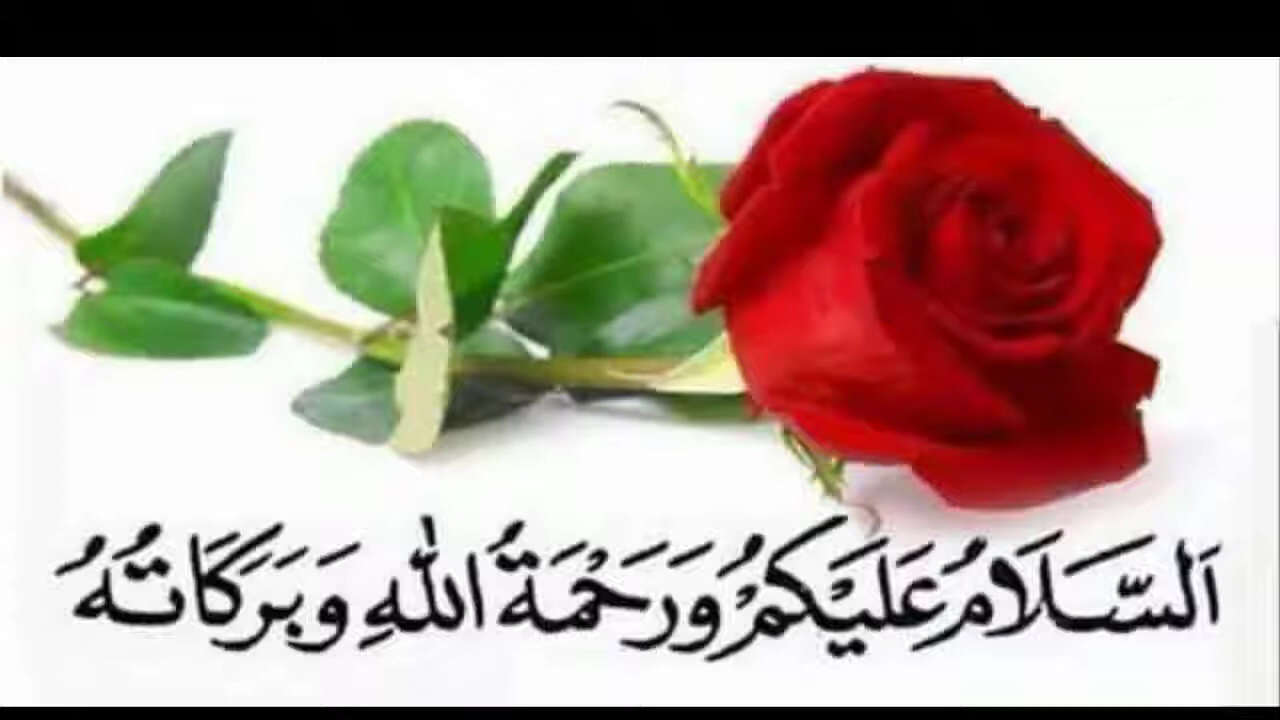 اَلسَّلَامُ عَلَيْكُمْ وَرَحْمَةُ اللهِ وَبَرَكَاتُهُ